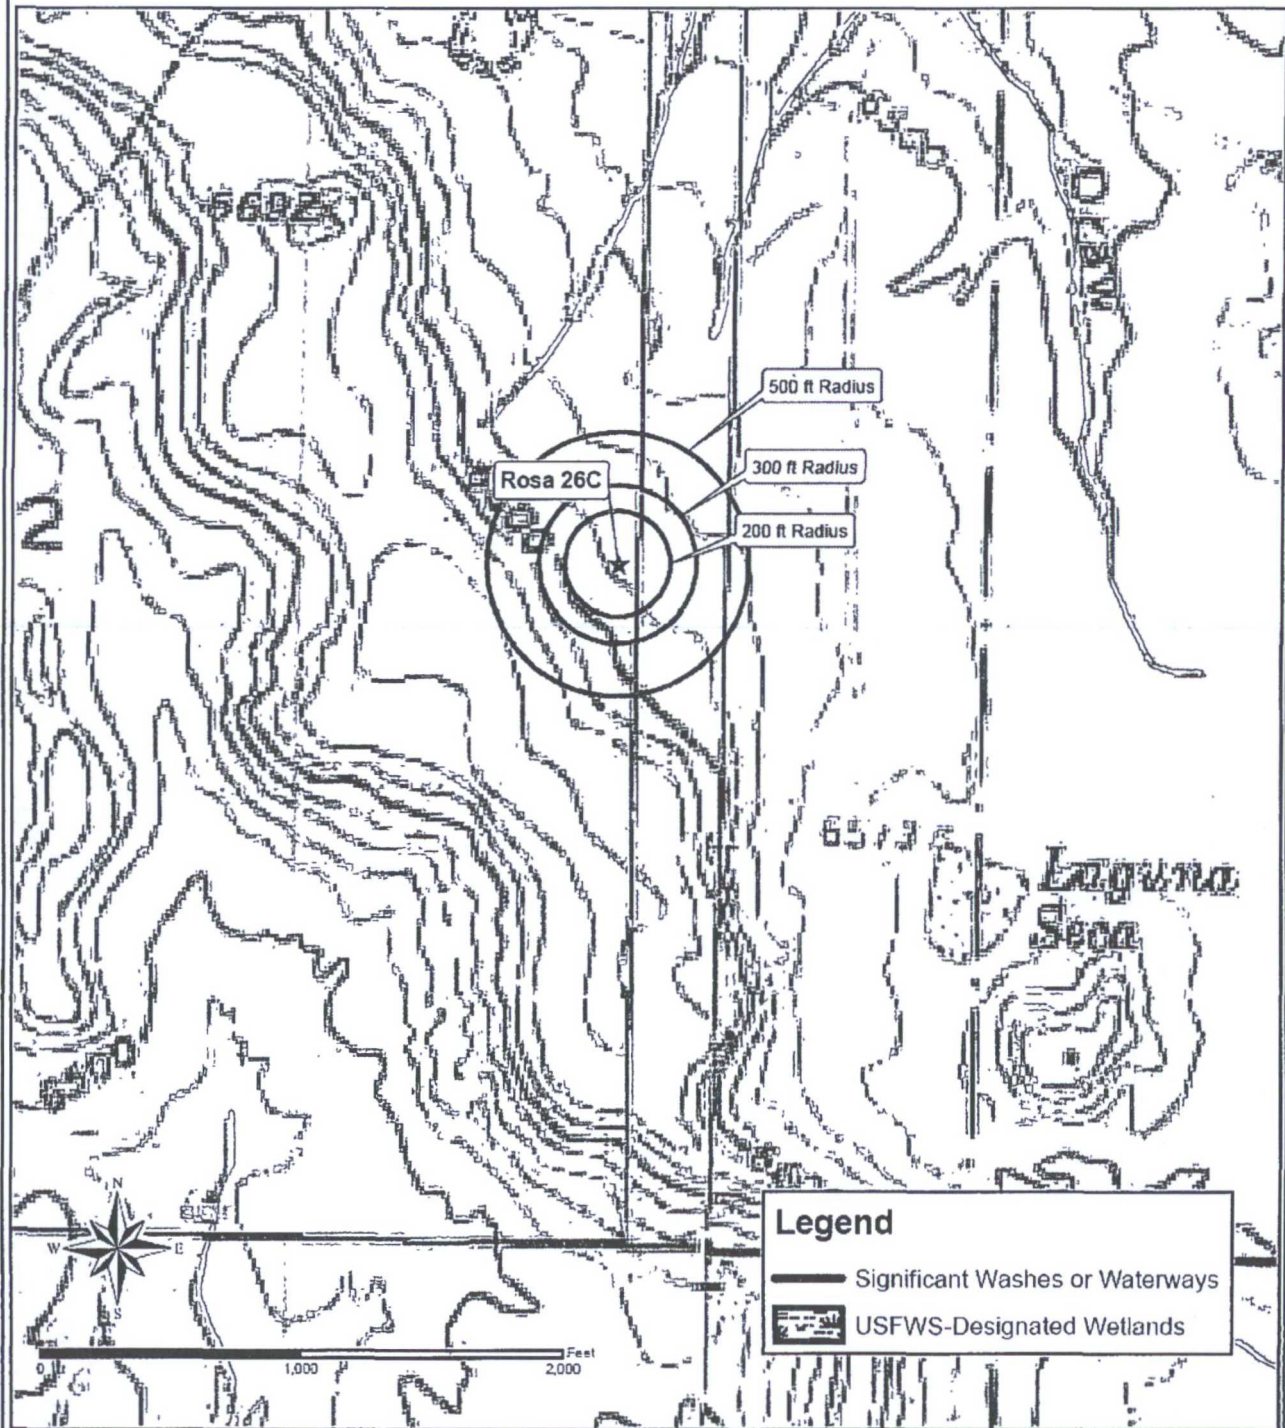 500 ft Radius
300 ft Radius
Rosa 26C
200 ft Radius
2
Laguna
Seca
N
W E
S
Legend
Significant Washes or Waterways
USFWS-Designated Wetlands
0 1,000 2,000 Feet